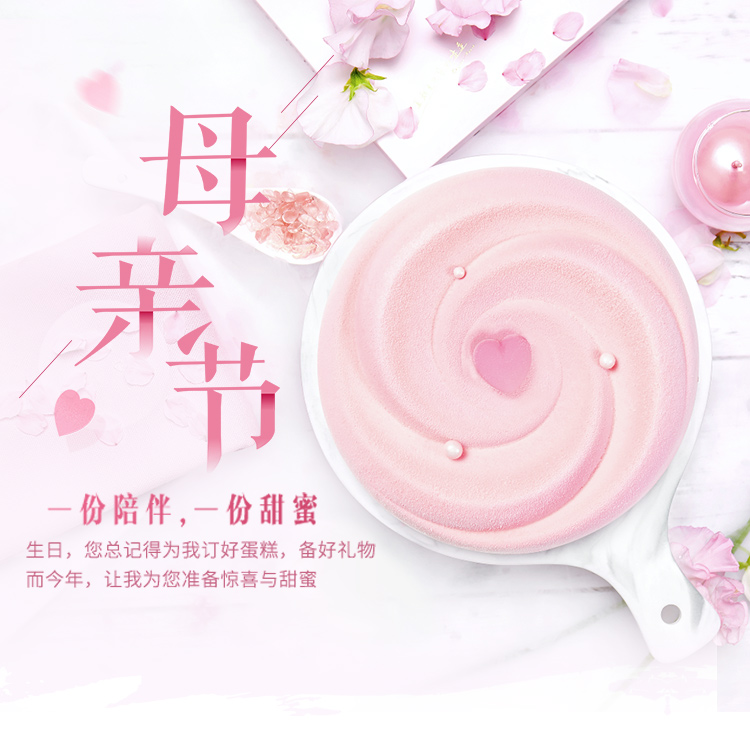 母亲节
一份陪伴,一份甜蜜
生日，您总记得为我订好蛋糕，备好礼物
而今年，让我为您准备惊喜与甜蜜